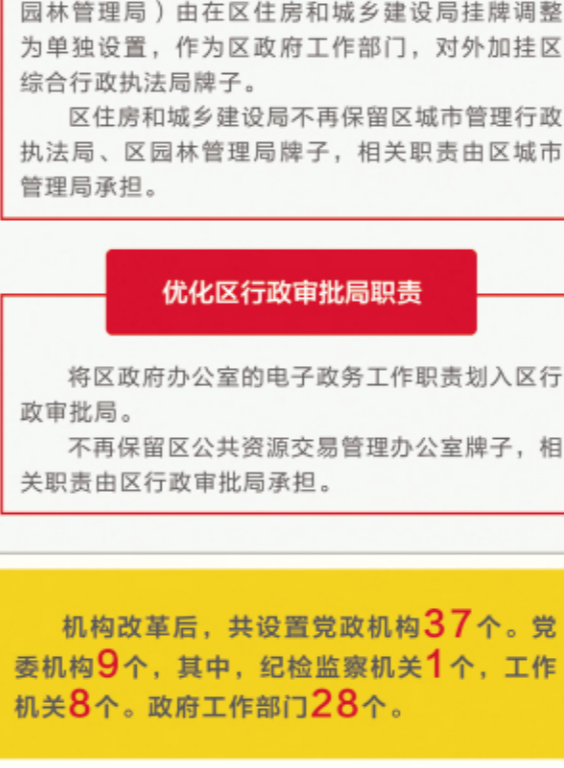 园林管理局）由在区住房和城乡建设局挂牌调整
为单独设置，作为区政府工作部门，对外加挂区
综合行政执法局牌子。
区住房和城乡建设局不再保留区城市管理行政
执法局、区园林管理局牌子，相关职责由区城市
管理局承担。
优化区行政审批局职责
将区政府办公室的电子政务工作职责划入区行
政审批局。
不再保留区公共资源交易管理办公室牌子，相
关职责由区行政审批局承担。
机构改革后，共设置党政机构37个。党
委机构9个，其中，纪检监察机关1个，工作
机关8个。政府工作部门28个。